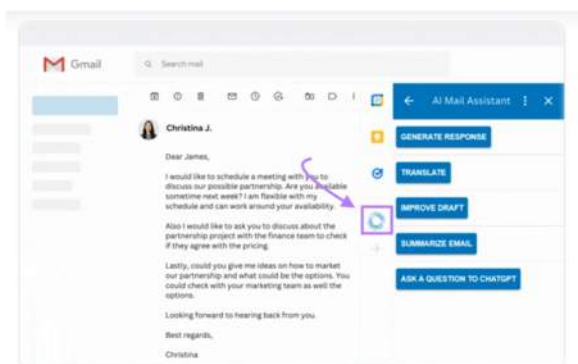 Gmail
Search mail
AI Mail Assistant
Christina J.
Dear James,
I would like to schedule a meeting with you to
discuss our possible partnership. Are you available
sometime next week? I am flexible with my
schedule and can work around your availability.
Also I would like to ask you to discuss about the
partnership project with the finance team to check
if they agree with the pricing.
Lastly, could you give me ideas on how to market
our partnership and what could be the options. You
could check with your marketing team as well the
options.
Looking forward to hearing back from you.
Best regards,
Christina
GENERATE RESPONSE
TRANSLATE
IMPROVE DRAFT
SUMMARIZE EMAIL
ASK A QUESTION TO CHATGPT